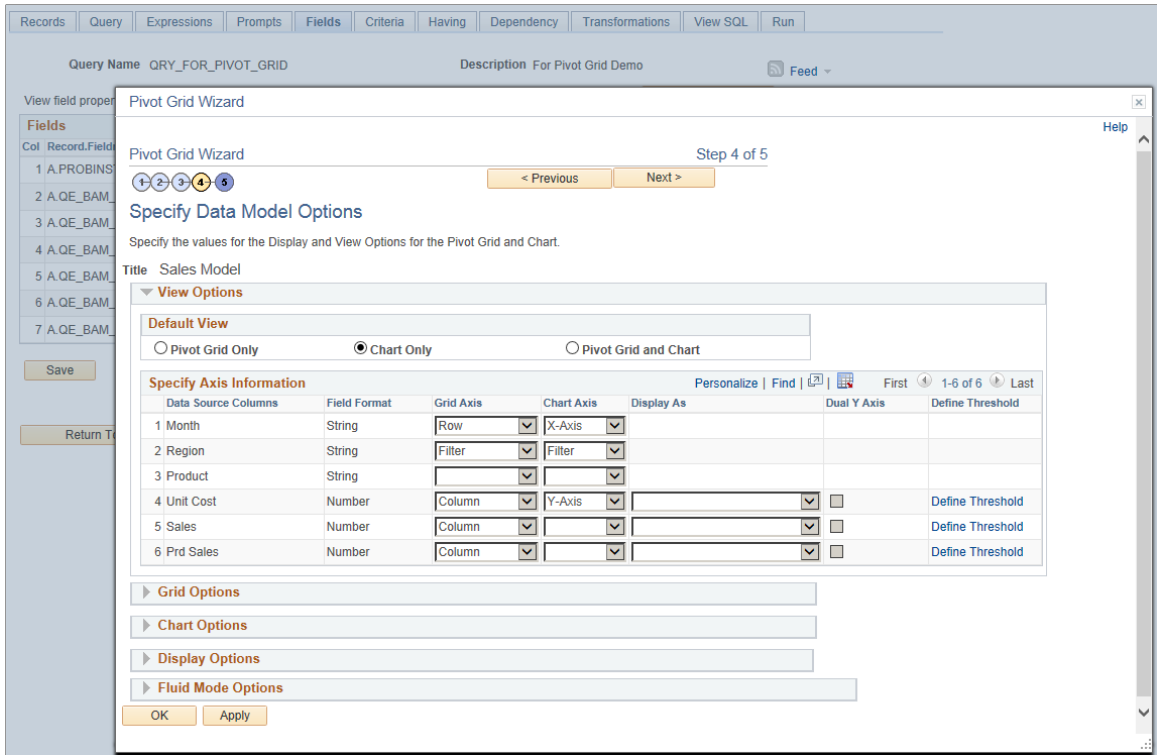 Records Query Expressions Prompts Fields Criteria Having Dependency Transformations View SQL Run
Query Name QRY_FOR_PIVOT_GRID Description For Pivot Grid Demo Feed
View field proper
Fields
Col Record.Field
1 A.PROBINS
2 A.QE_BAM_
3 A.QE_BAM_
4 A.QE_BAM_
5 A.QE_BAM_
6 A.QE_BAM_
7 A.QE_BAM_
Save
Return To
Pivot Grid Wizard
Help
Pivot Grid Wizard Step 4 of 5
1 2 3 4 5 < Previous Next >
Specify Data Model Options
Specify the values for the Display and View Options for the Pivot Grid and Chart.
Title Sales Model
View Options
Default View
Pivot Grid Only Chart Only Pivot Grid and Chart
Specify Axis Information Personalize | Find | | First 1-6 of 6 Last
Data Source Columns Field Format Grid Axis Chart Axis Display As Dual Y Axis Define Threshold
1 Month String Row X-Axis
2 Region String Filter Filter
3 Product String
4 Unit Cost Number Column Y-Axis Define Threshold
5 Sales Number Column Define Threshold
6 Prd Sales Number Column Define Threshold
Grid Options
Chart Options
Display Options
Fluid Mode Options
OK Apply